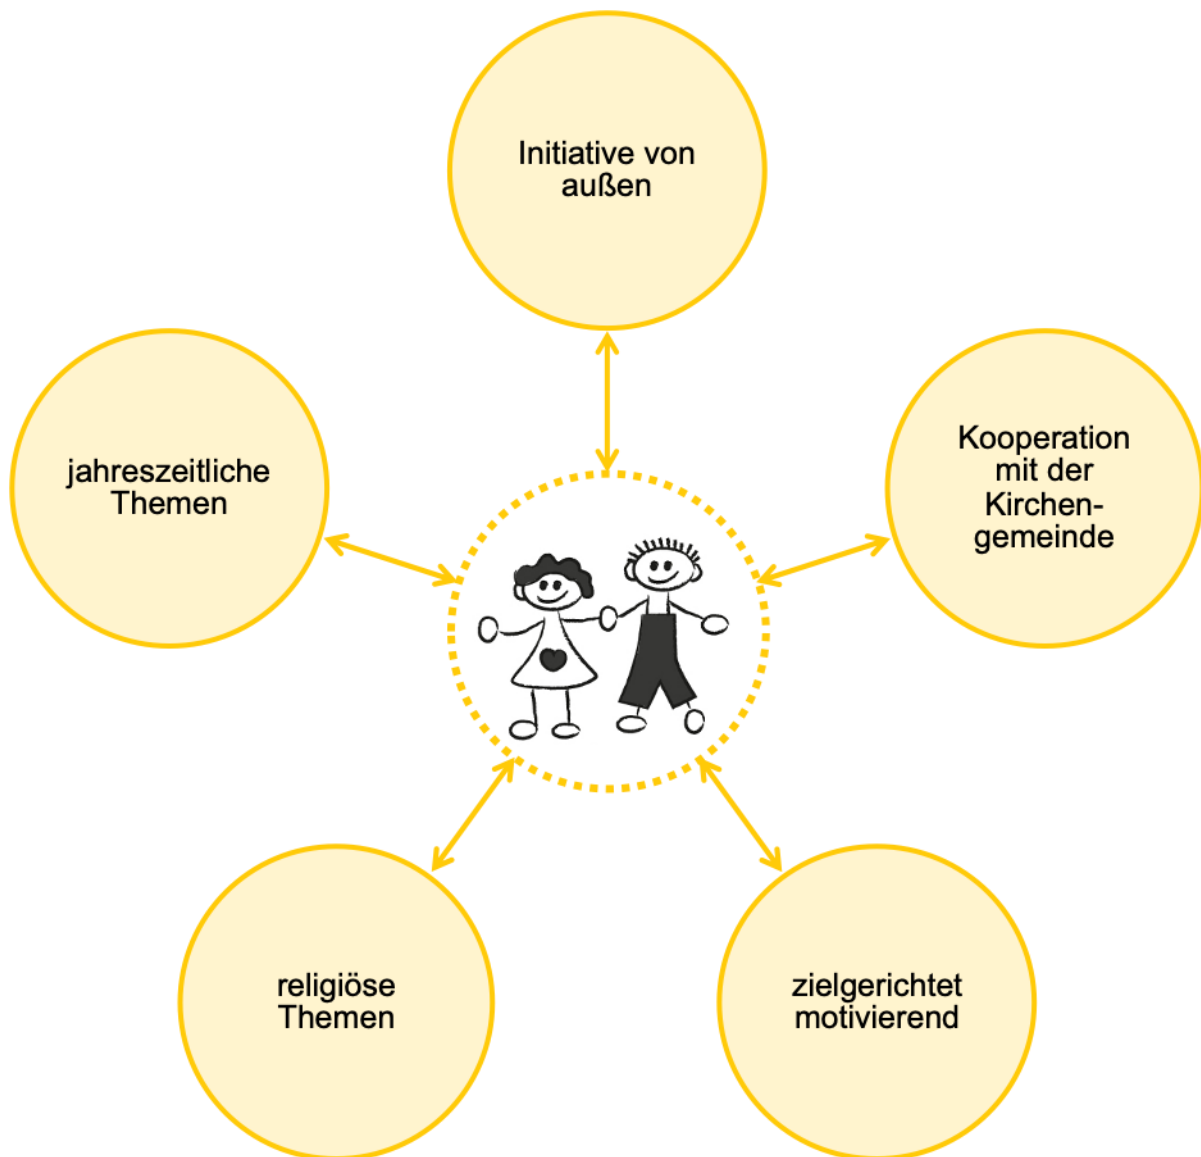 Initiative von
außen
jahreszeitliche
Themen
Kooperation
mit der
Kirchen-
gemeinde
religiöse
Themen
zielgerichtet
motivierend